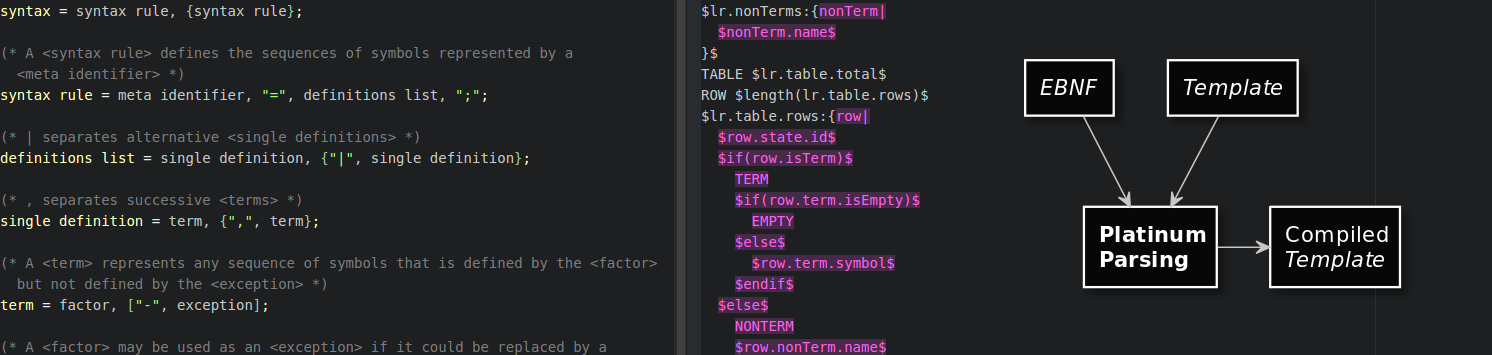 syntax = syntax rule, {syntax rule};
(* A <syntax rule> defines the sequences of symbols represented by a
<meta identifier> *)
syntax rule = meta identifier, "=", definitions list, ";";
(* | separates alternative <single definitions> *)
definitions list = single definition, {"|", single definition};
(* , separates successive <terms> *)
single definition = term, {",", term};
(* A <term> represents any sequence of symbols that is defined by the <factor>
but not defined by the <exception> *)
term = factor, ["-", exception];
(* A <factor> may be used as an <exception> if it could be replaced by a
$lr.nonTerms:{nonTerm|
$nonTerm.name$
}$
TABLE $lr.table.total$
ROW $length(lr.table.rows)$
$lr.table.rows:{row|
$row.state.id$
$if(row.isTerm)$
TERM
$if(row.term.isEmpty)$
EMPTY
$else$
$row.term.symbol$
$endif$
$else$
NONTERM
$row.nonTerm.name$
EBNF
Template
Platinum
Parsing
Compiled
Template